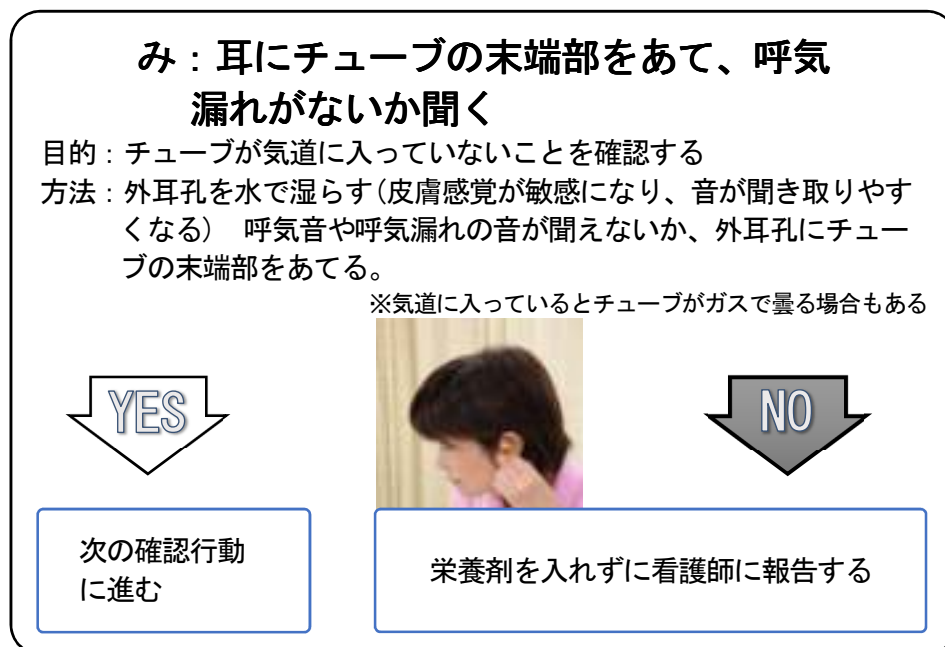 み：耳にチューブの末端部をあて、呼気
漏れがないか聞く
目的：チューブが気道に入っていないことを確認する
方法：外耳孔を水で湿らす(皮膚感覚が敏感になり、音が聞き取りやす
くなる)　呼気音や呼気漏れの音が聞えないか、外耳孔にチュー
ブの末端部をあてる。
※気道に入っているとチューブがガスで曇る場合もある
YES
NO
次の確認行動
に進む
栄養剤を入れずに看護師に報告する